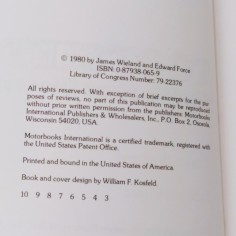 © 1980 by James Wieland and Edward Force
ISBN: 0-87938-065-9
Library of Congress Number: 79-22376
All rights reserved. With exception of brief excerpts for the pur-
poses of reviews, no part of this publication may be reproduced
without prior written permission from the publishers: Motorbooks
International Publishers & Wholesalers, Inc., P.O. Box 2, Osceola,
Wisconsin 54020, USA.
Motorbooks International is a certified trademark, registered with
the United States Patent Office.
Printed and bound in the United States of America.
Book and cover design by William F. Kosfeld.
10 9 8 7 6 5 4 3